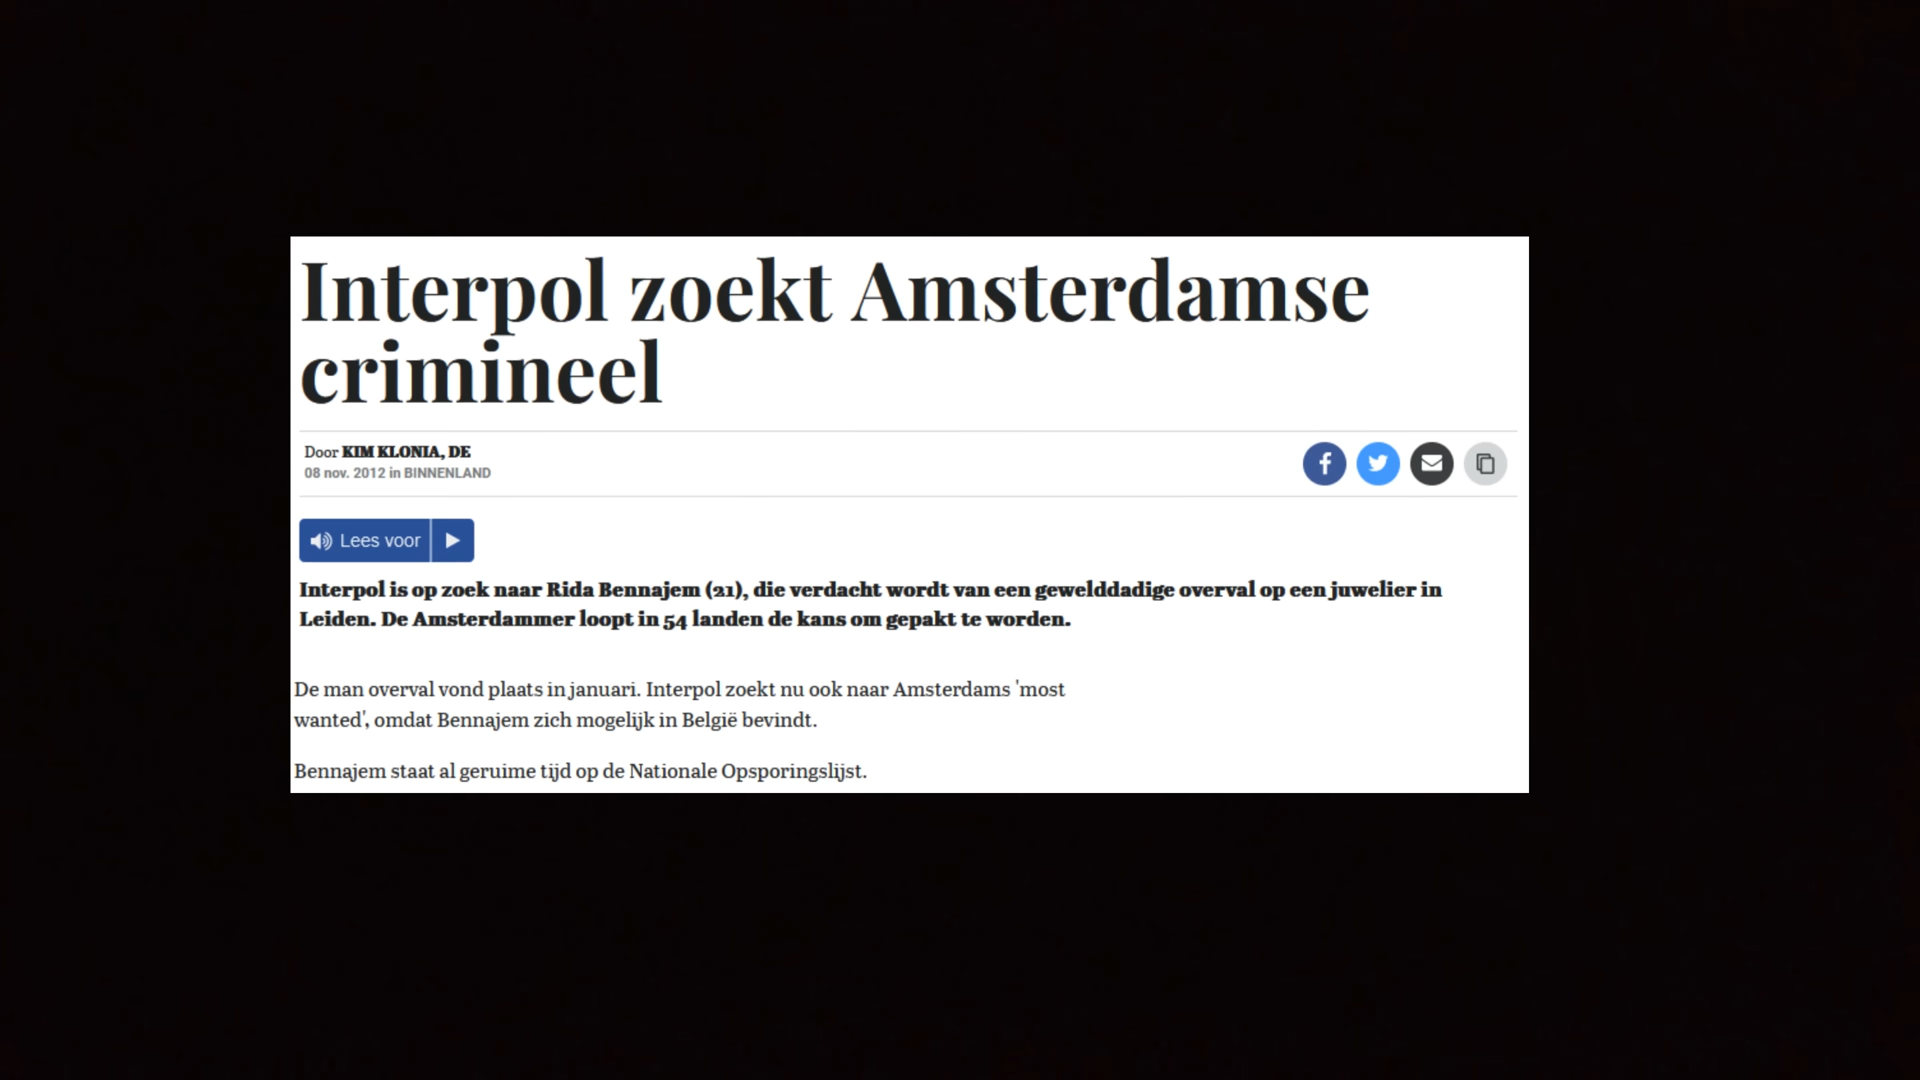 Interpol zoekt Amsterdamse
crimineel
Door KIM KLONIA, DE
08 nov. 2012 in BINNENLAND
Lees voor
Interpol is op zoek naar Rida Bennajem (21), die verdacht wordt van een gewelddadige overval op een juwelier in
Leiden. De Amsterdammer loopt in 54 landen de kans om gepakt te worden.
De man overval vond plaats in januari. Interpol zoekt nu ook naar Amsterdams 'most
wanted', omdat Bennajem zich mogelijk in België bevindt.
Bennajem staat al geruime tijd op de Nationale Opsporingslijst.